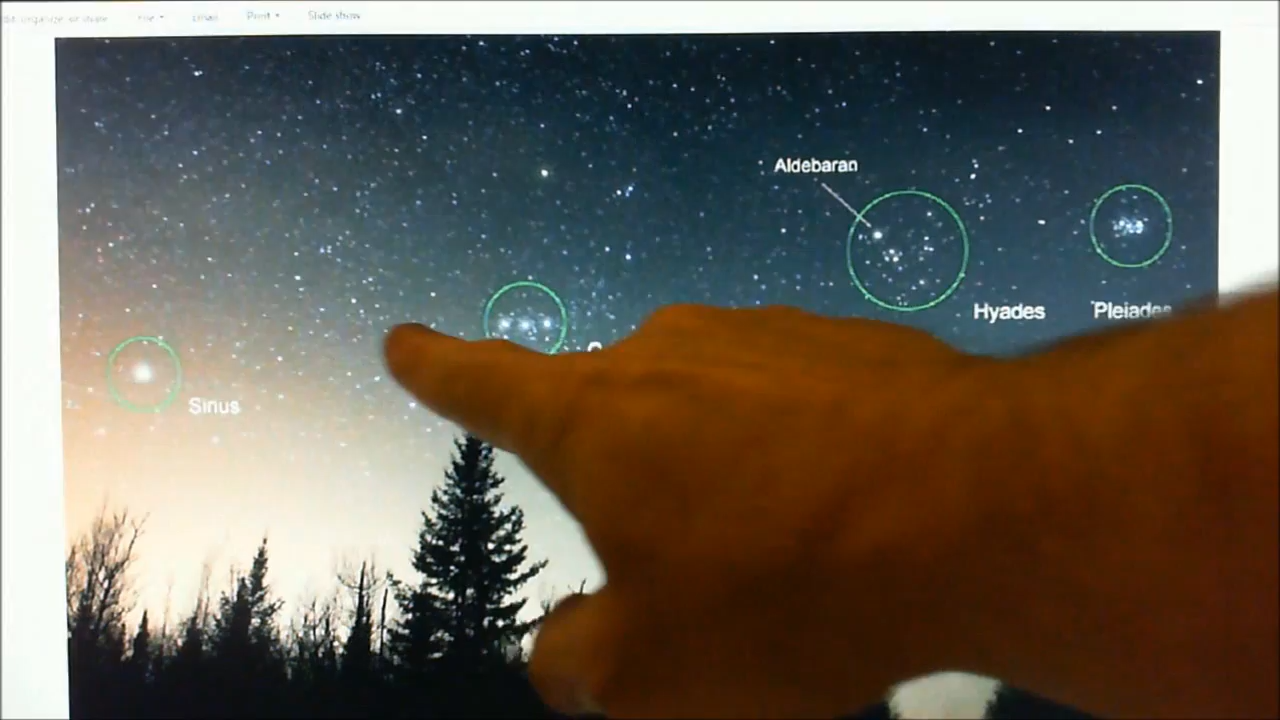 Print
Slide show
Aldebaran
Hyades
Pleiades
Sirius